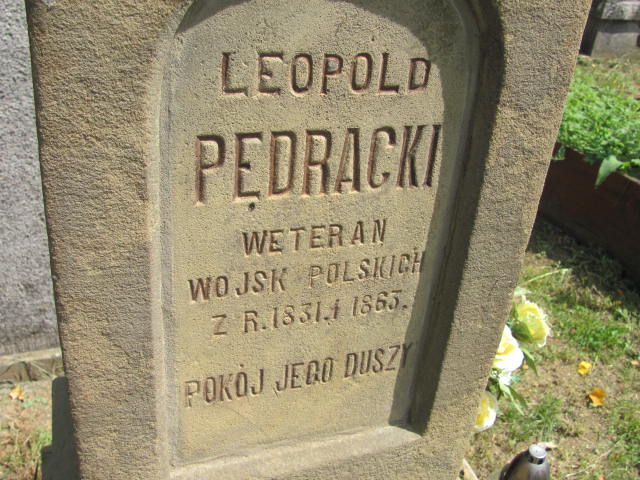 LEOPOLD
PĘDRACKI
WETERAN
WOJSK POLSKICH
Z R. 1831. i 1863.
POKÓJ JEGO DUSZY